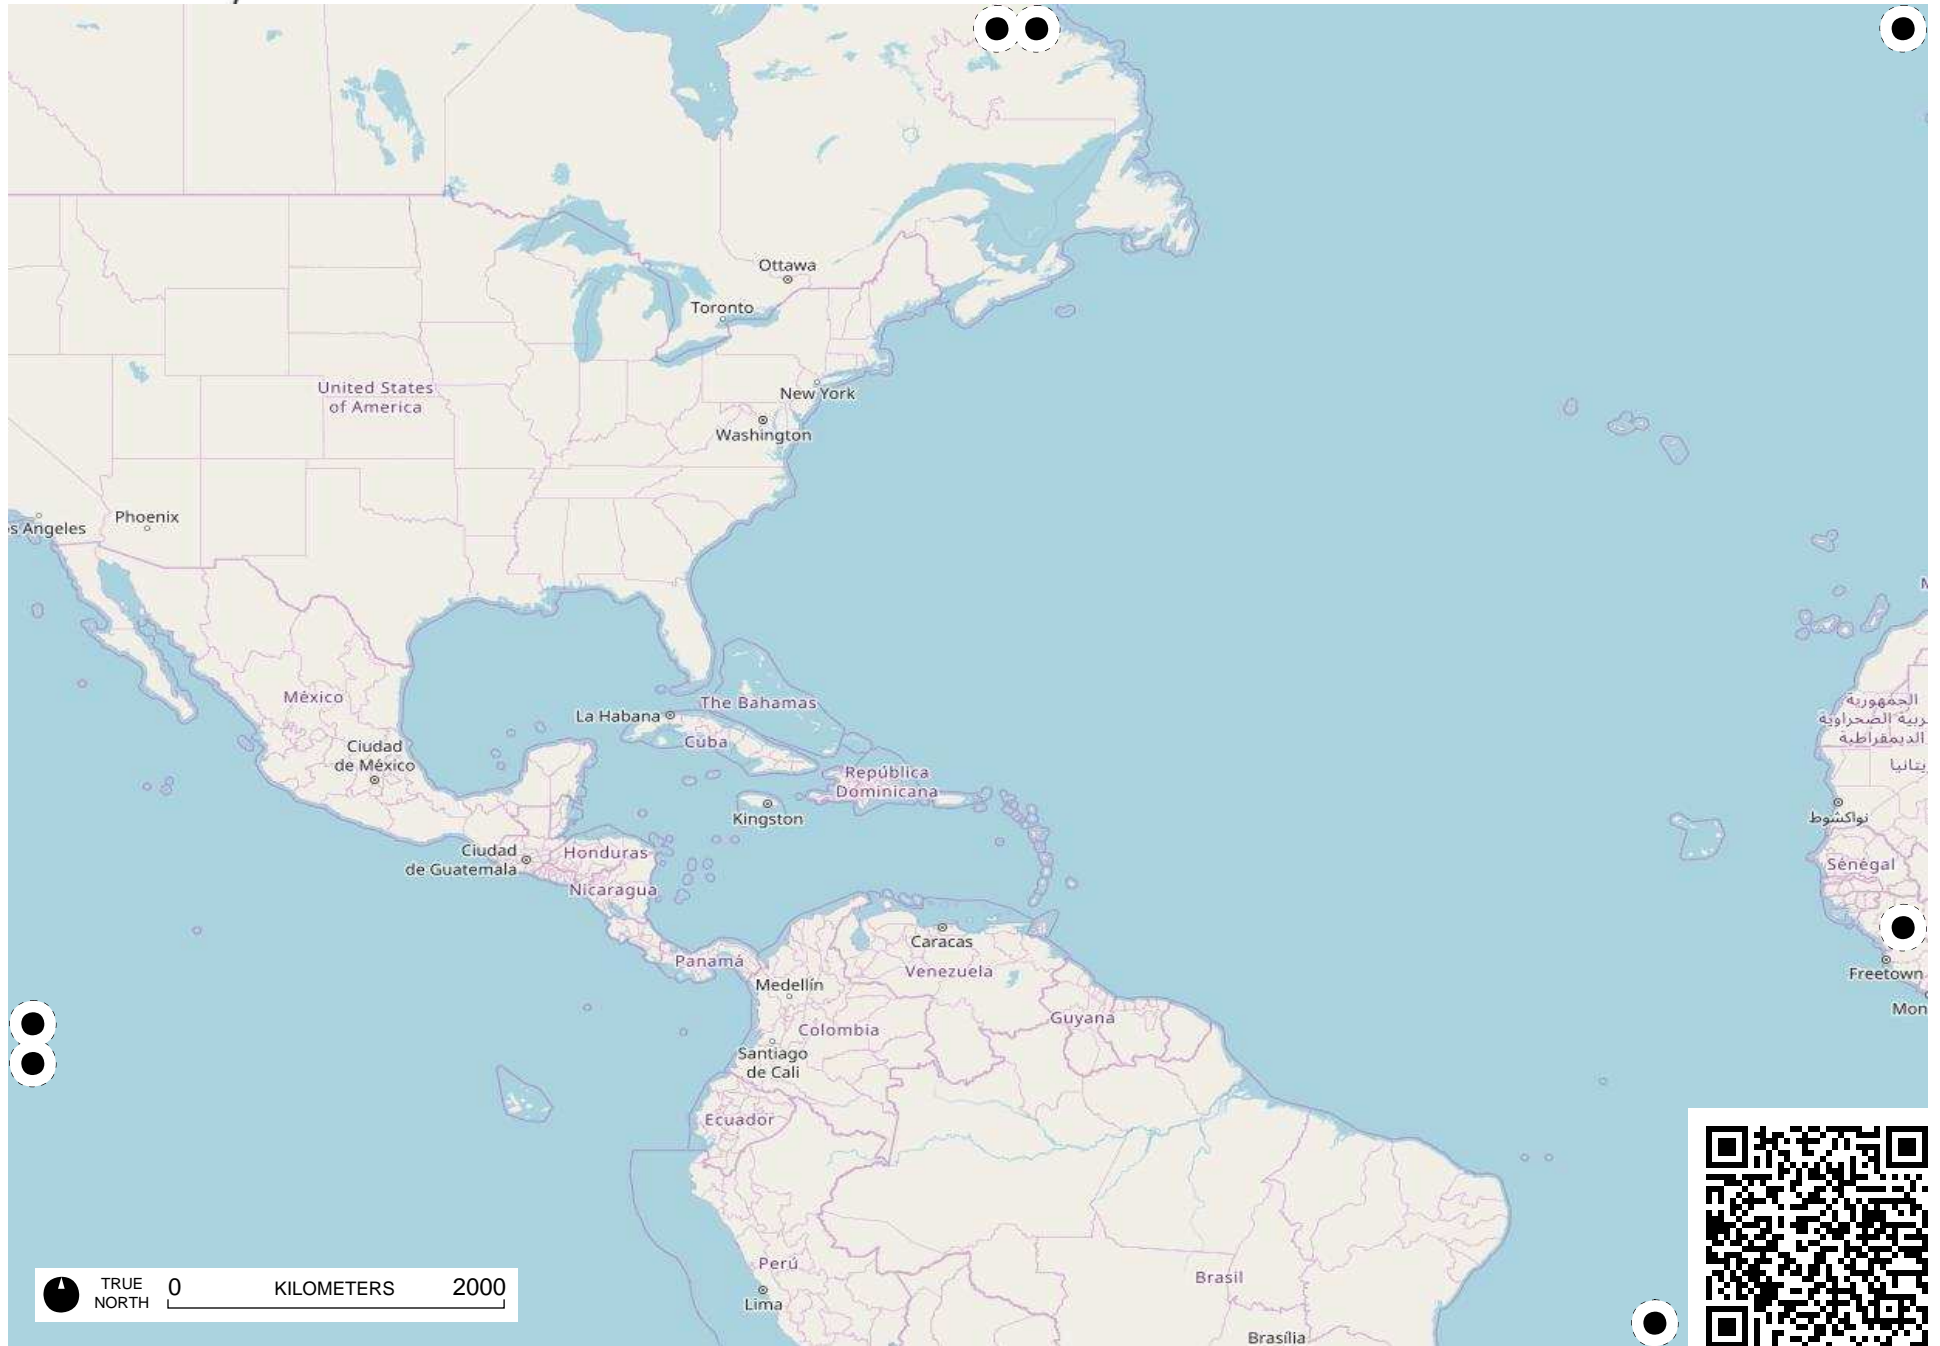 Ottawa
Toronto
New York
Washington
United States
of America
Phoenix
os Angeles
México
La Habana
The Bahamas
Cuba
Ciudad
de México
República
Dominicana
Kingston
Ciudad
de Guatemala
Honduras
Nicaragua
الجمهورية
الديمقراطية
نواكشوط
Sénégal
Caracas
Venezuela
Panamá
Freetown
Medellín
Mon
Guyana
Colombia
Santiago
de Cali
Ecuador
Perú
Lima
Brasil
Brasília
TRUE
NORTH
0 KILOMETERS 2000